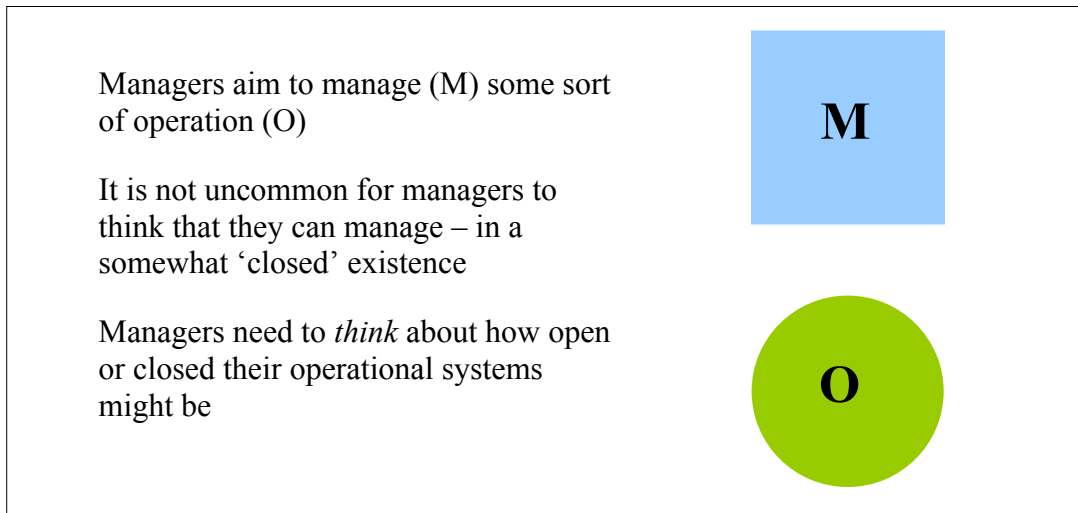 Managers aim to manage (M) some sort
of operation (O)
It is not uncommon for managers to
think that they can manage – in a
somewhat ‘closed’ existence
Managers need to think about how open
or closed their operational systems
might be
M
O